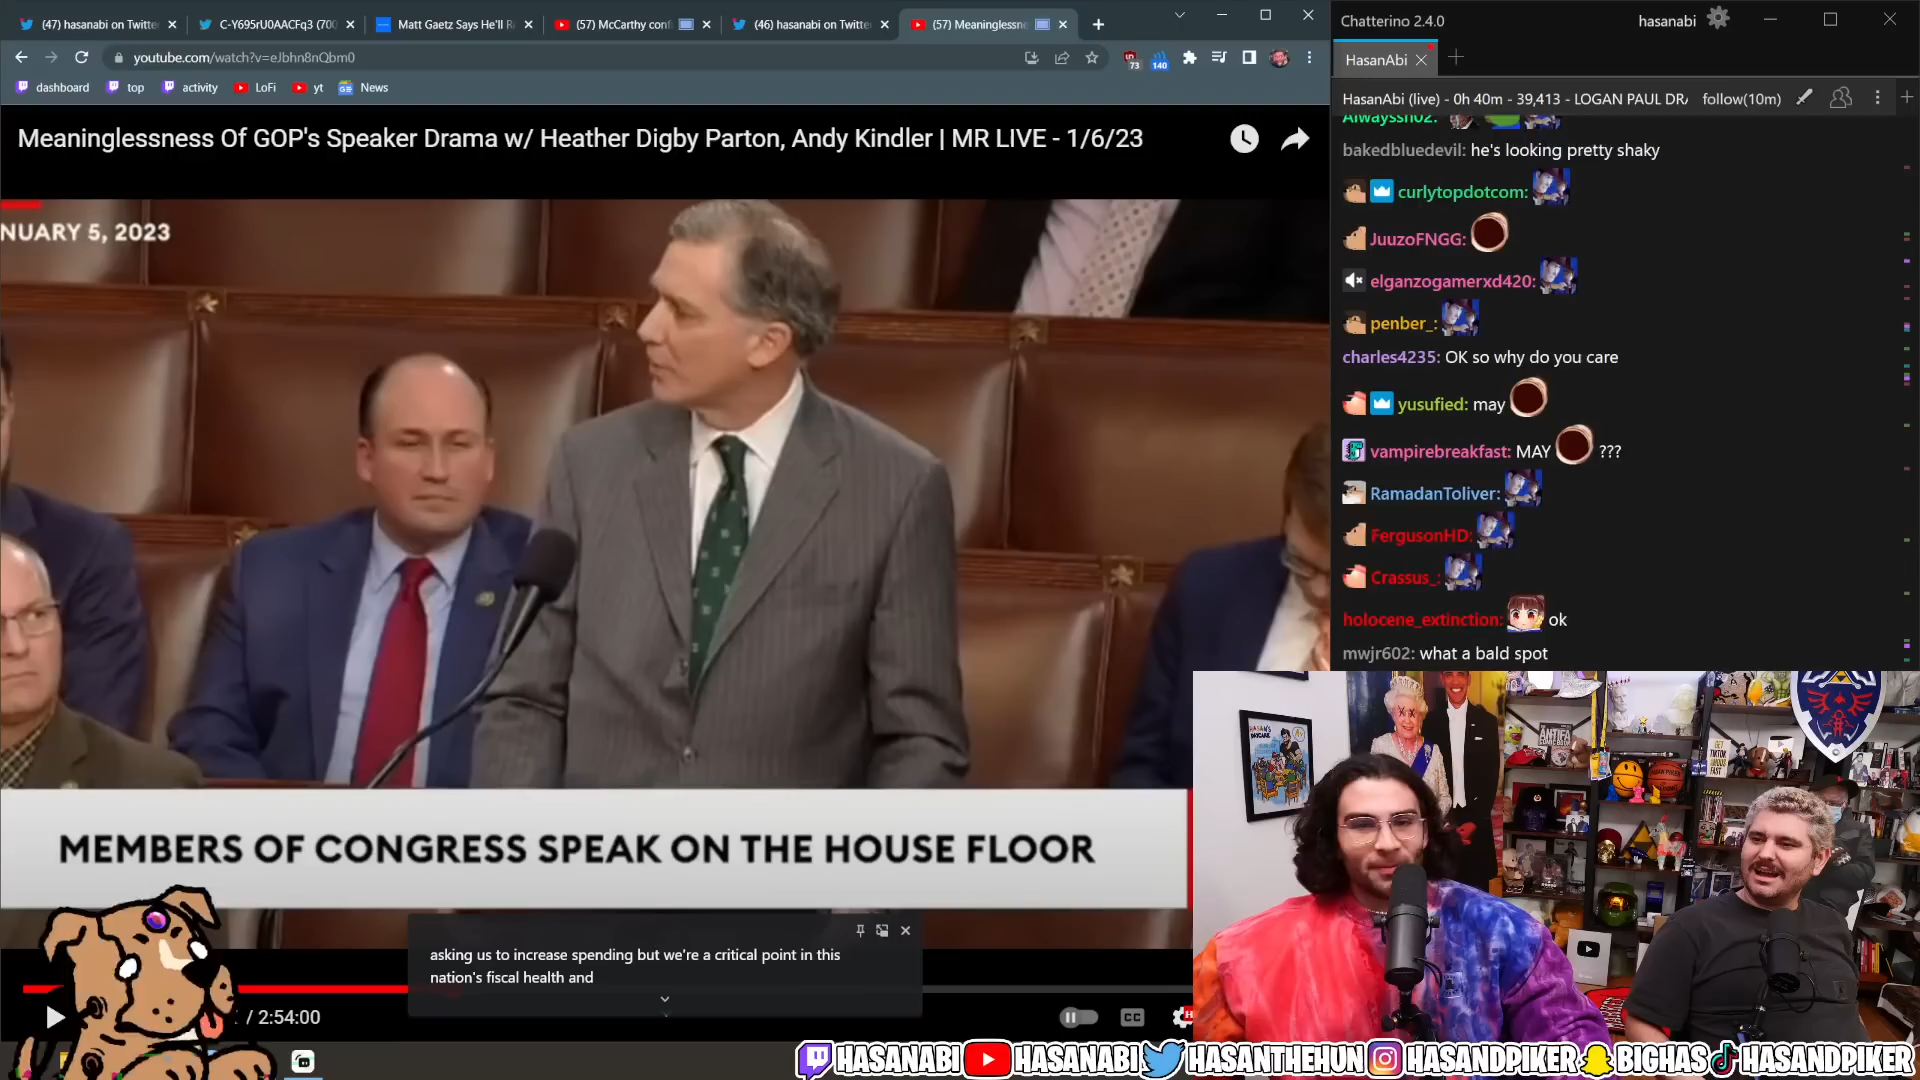 (47) hasanabi on Twitte
C-Y695rU0AACFq3 (700
Matt Gaetz Says He'll R
(57) McCarthy conf
(46) hasanabi on Twitte
(57) Meaninglessne
youtube.com/watch?v=eJbhn8nQbm0
73
140
dashboard
top
activity
LoFi
yt
News
Meaninglessness Of GOP's Speaker Drama w/ Heather Digby Parton, Andy Kindler | MR LIVE - 1/6/23
NUARY 5, 2023
MEMBERS OF CONGRESS SPEAK ON THE HOUSE FLOOR
asking us to increase spending but we're a critical point in this
nation's fiscal health and
/ 2:54:00
CC
Chatterino 2.4.0
hasanabi
HasanAbi
HasanAbi (live) - 0h 40m - 39,413 - LOGAN PAUL DR
follow(10m)
Alwayssh02:
bakedbluedevil: he's looking pretty shaky
curlytopdotcom:
JuuzoFNGG:
elganzogamerxd420:
penber_:
charles4235: OK so why do you care
yusufied: may
vampirebreakfast: MAY ???
RamadanToliver:
FergusonHD:
Crassus_:
holocene_extinction: ok
mwjr602: what a bald spot
HASANABI HASANABI HASANTHEHUN HASANDPIKER BIGHAS HASANDPIKER